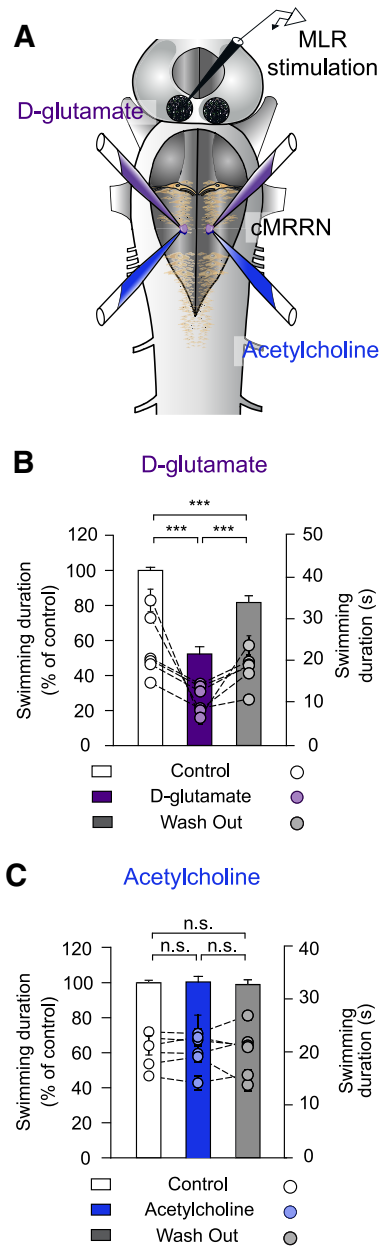 A
MLR
stimulation
D-glutamate
cMRRN
Acetylcholine
B
D-glutamate
***
*** ***
Swimming duration
(% of control)
120
100
80
60
40
20
0
50
40
30
20
10
0
Swimming
duration (s)
Control
D-glutamate
Wash Out
C
Acetylcholine
n.s.
n.s. n.s.
Swimming duration
(% of control)
120
100
80
60
40
20
0
40
30
20
10
0
Swimming
duration (s)
Control
Acetylcholine
Wash Out